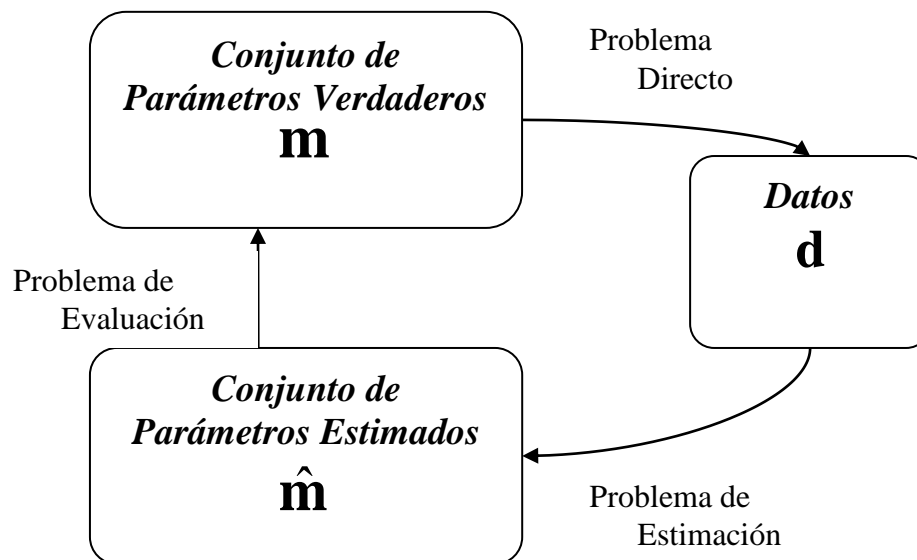 Conjunto de
Parámetros Verdaderos
m
Problema
Directo
Datos
d
Problema de
Evaluación
Conjunto de
Parámetros Estimados
m̂
Problema de
Estimación